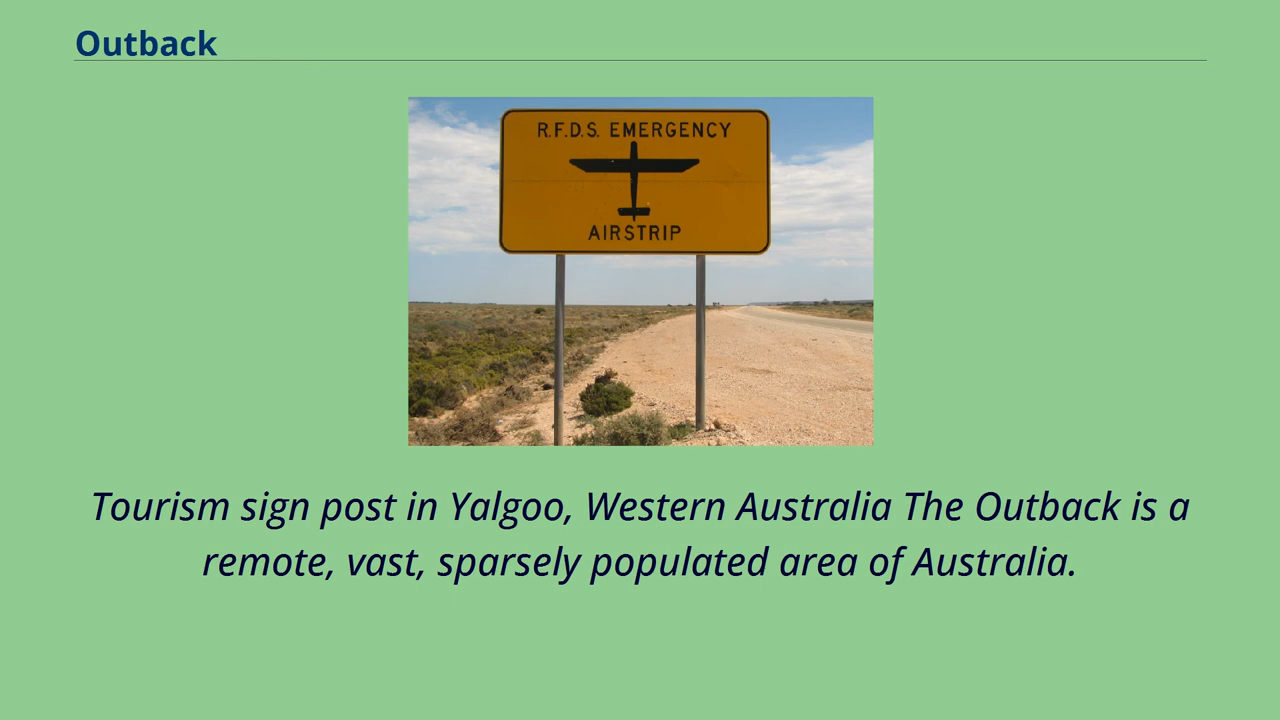 Outback
R.F.D.S. EMERGENCY
AIRSTRIP
Tourism sign post in Yalgoo, Western Australia The Outback is a
remote, vast, sparsely populated area of Australia.